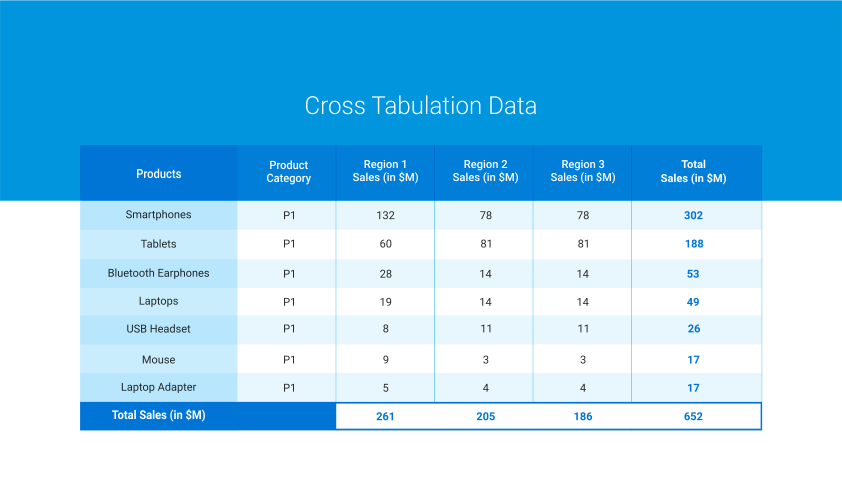 Cross Tabulation Data
Products Product Category Region 1 Sales (in $M) Region 2 Sales (in $M) Region 3 Sales (in $M) Total Sales (in $M)
Smartphones P1 132 78 78 302
Tablets P1 60 81 81 188
Bluetooth Earphones P1 28 14 14 53
Laptops P1 19 14 14 49
USB Headset P1 8 11 11 26
Mouse P1 9 3 3 17
Laptop Adapter P1 5 4 4 17
Total Sales (in $M) 261 205 186 652